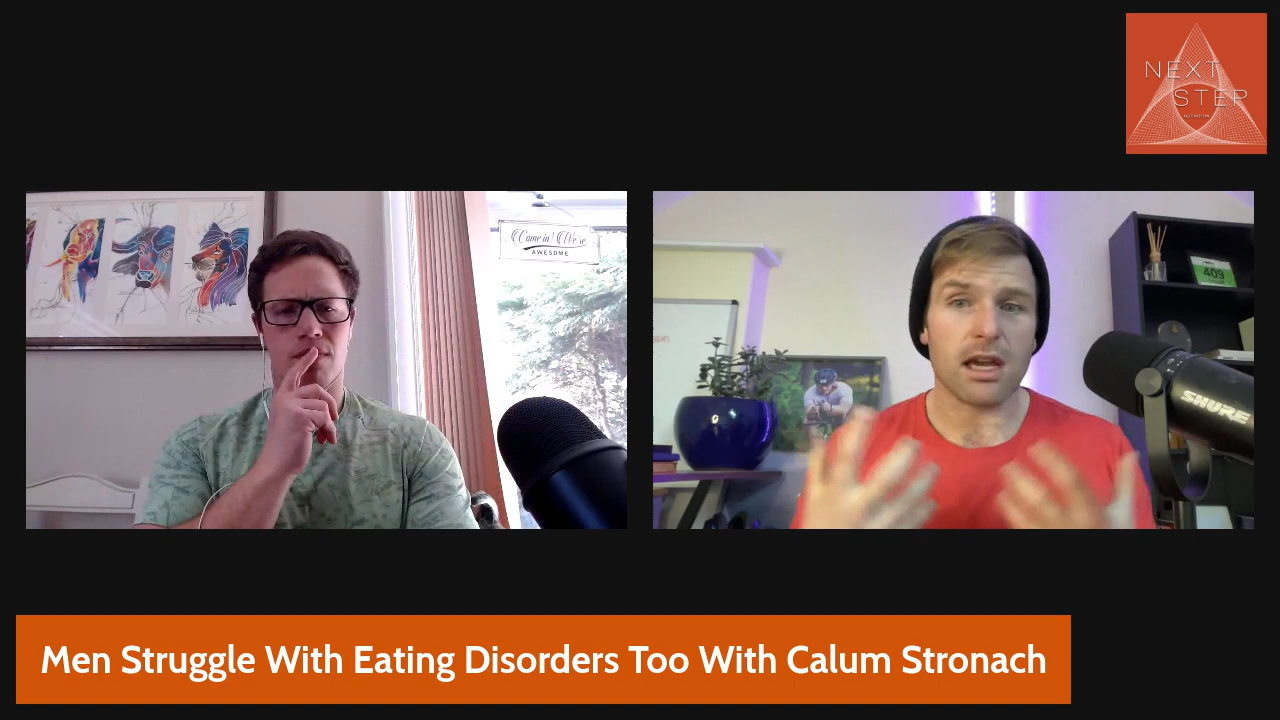 NEXT
STEP
Come in! We're
AWESOME
409
SHURE
Men Struggle With Eating Disorders Too With Calum Stronach